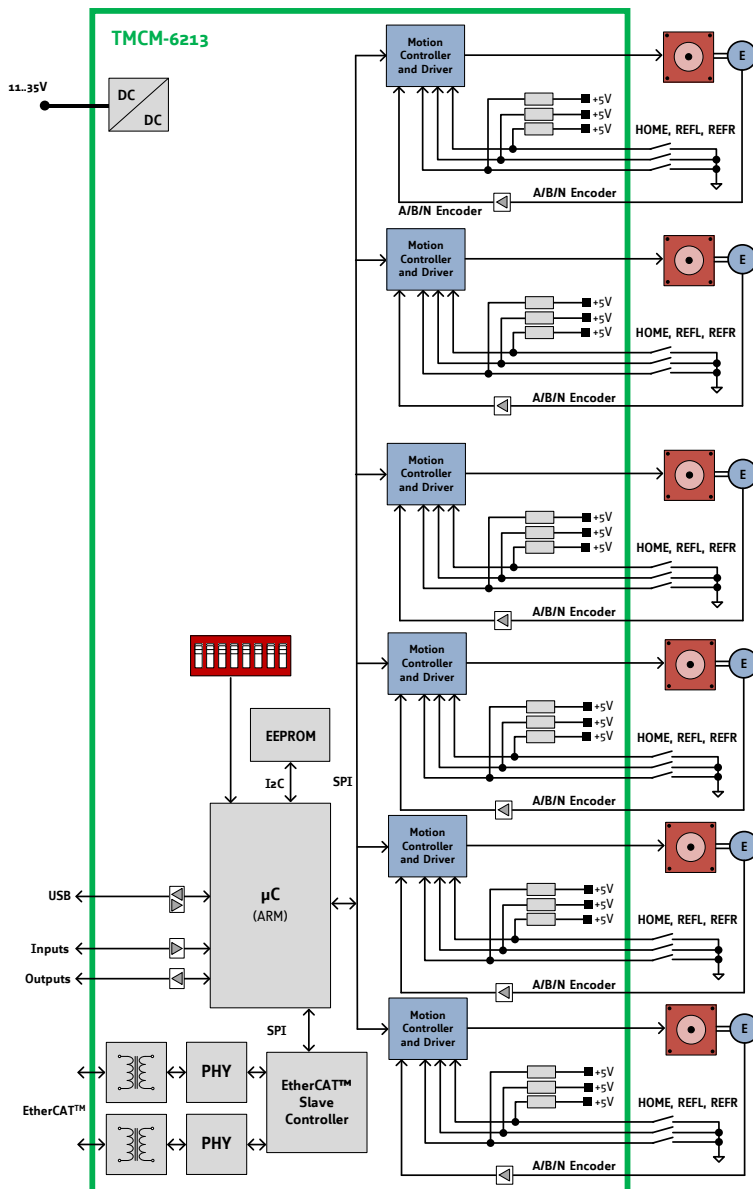 TMCM-6213
11..35V
DC
DC
Motion
Controller
and Driver
E
+5V
+5V
+5V
HOME, REFL, REFR
A/B/N Encoder
A/B/N Encoder
Motion
Controller
and Driver
E
+5V
+5V
+5V
HOME, REFL, REFR
A/B/N Encoder
Motion
Controller
and Driver
E
+5V
+5V
+5V
HOME, REFL, REFR
A/B/N Encoder
Motion
Controller
and Driver
E
+5V
+5V
+5V
HOME, REFL, REFR
A/B/N Encoder
EEPROM
I2C
SPI
Motion
Controller
and Driver
E
+5V
+5V
+5V
HOME, REFL, REFR
A/B/N Encoder
µC
(ARM)
USB
Inputs
Outputs
SPI
Motion
Controller
and Driver
E
+5V
+5V
+5V
HOME, REFL, REFR
A/B/N Encoder
PHY
EtherCAT™
Slave
Controller
EtherCAT™
PHY